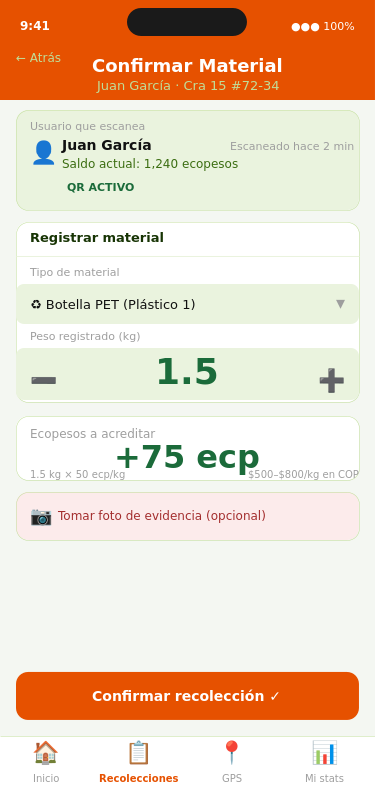 9:41 ●●● 100%
← Atrás
Confirmar Material
Juan García · Cra 15 #72-34
Usuario que escanea
Juan García Escaneado hace 2 min
Saldo actual: 1,240 ecopesos
QR ACTIVO
Registrar material
Tipo de material
♻ Botella PET (Plástico 1) ▼
Peso registrado (kg)
➖ 1.5 ➕
Ecopesos a acreditar
+75 ecp
1.5 kg × 50 ecp/kg $500–$800/kg en COP
Tomar foto de evidencia (opcional)
Confirmar recolección ✓
Inicio Recolecciones GPS Mi stats